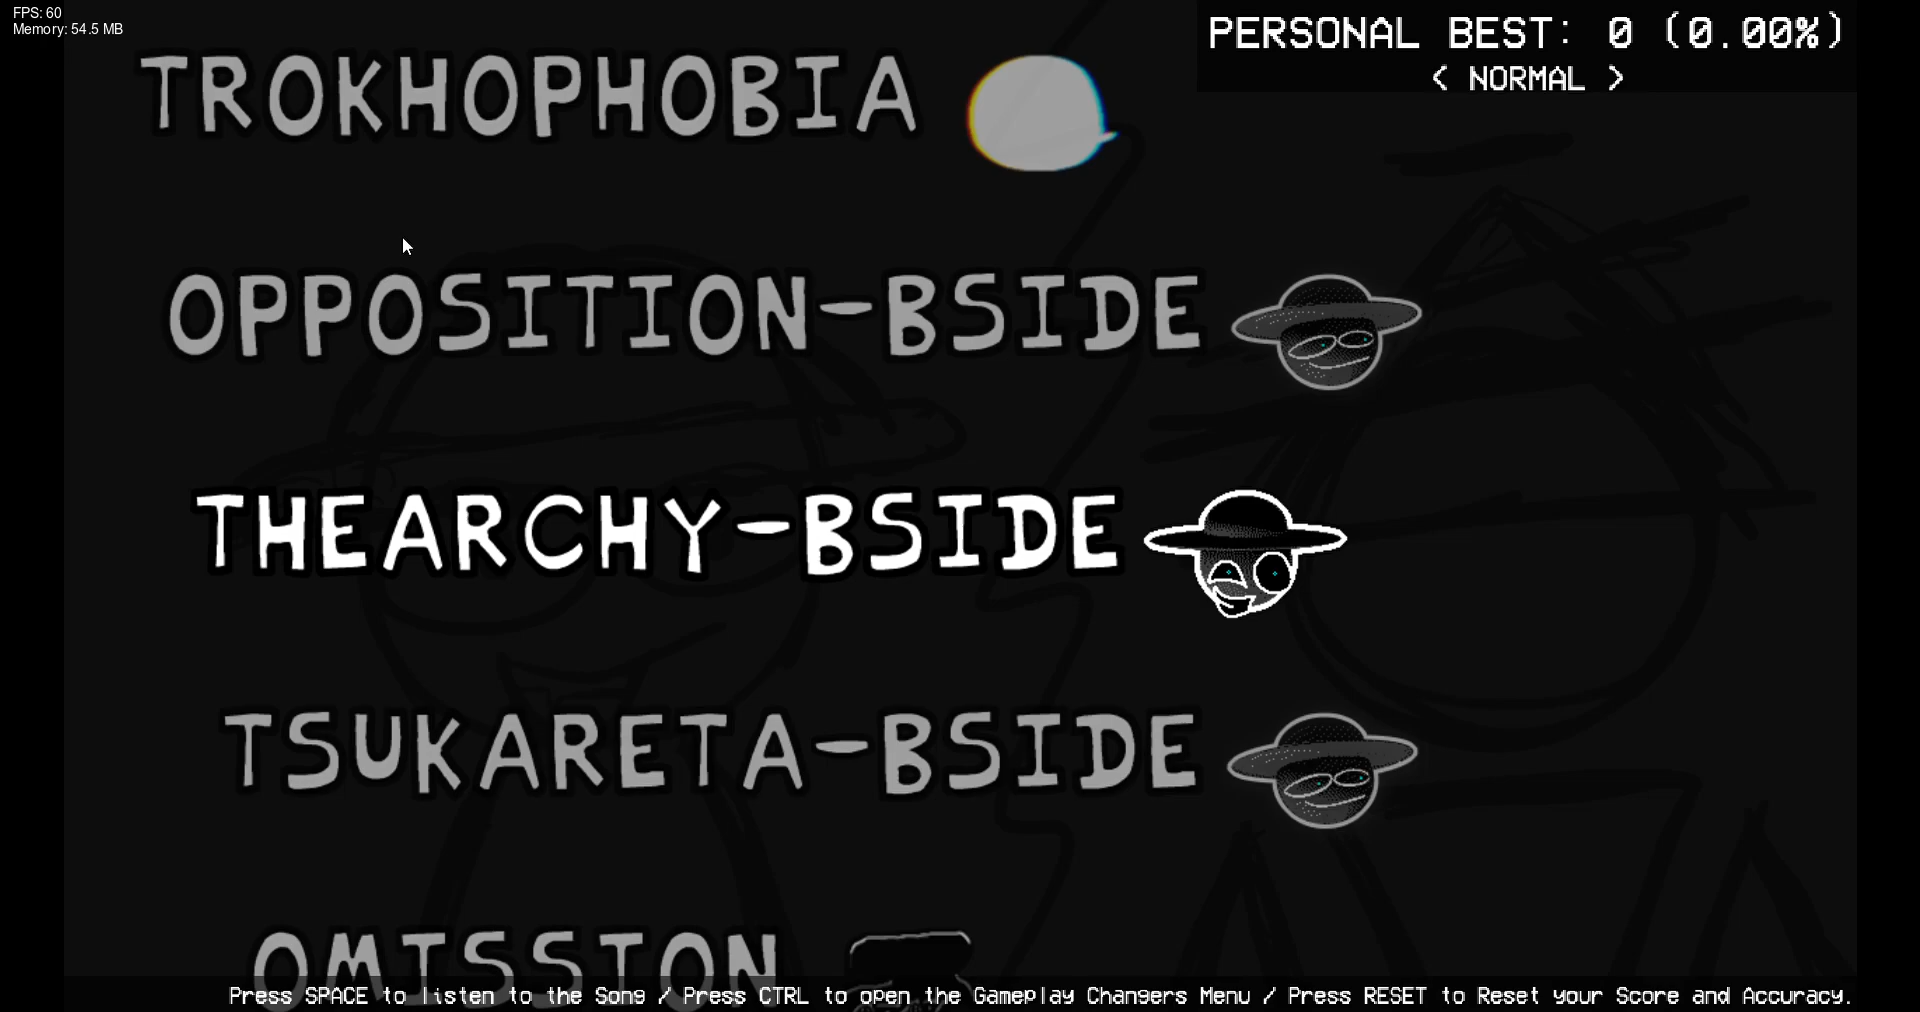 FPS: 60
Memory: 54.5 MB
PERSONAL BEST: 0 (0.00%)
< NORMAL >
TROKHOPHOBIA
OPPOSITION-BSIDE
THEARCHY-BSIDE
TSUKARETA-BSIDE
OMISSION
Press SPACE to listen to the Song / Press CTRL to open the Gameplay Changers Menu / Press RESET to Reset your Score and Accuracy.